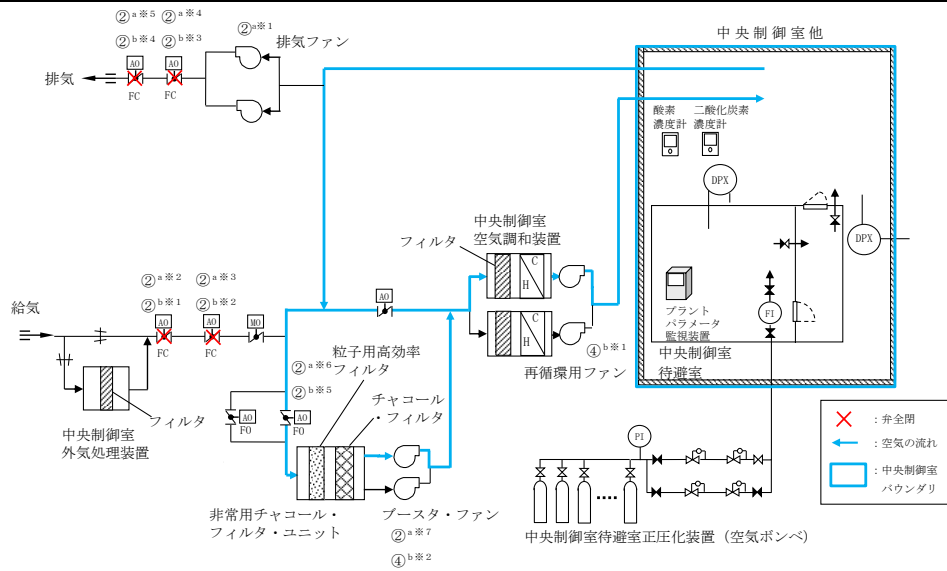 ②a※5 ②a※4
②b※4 ②b※3
②a※1
排気ファン
AO AO
排気
FC FC
中央制御室他
酸素
濃度計
二酸化炭素
濃度計
DPX
DPX
中央制御室
空気調和装置
フィルタ
C
H
C
H
②a※2 ②a※3
②b※1 ②b※2
給気
AO AO MO
FC FC
AO
FI
プラント
パラメータ
監視装置
中央制御室
待避室
④b※1
再循環用ファン
②a※6
②b※5
粒子用高効率
フィルタ
チャコール
・フィルタ
AO AO
FO FO
フィルタ
中央制御室
外気処理装置
非常用チャコール・
フィルタ・ユニット
ブースタ・ファン
②a※7
④b※2
PI
中央制御室待避室正圧化装置（空気ボンベ）
：弁全閉
：空気の流れ
：中央制御室
バウンダリ